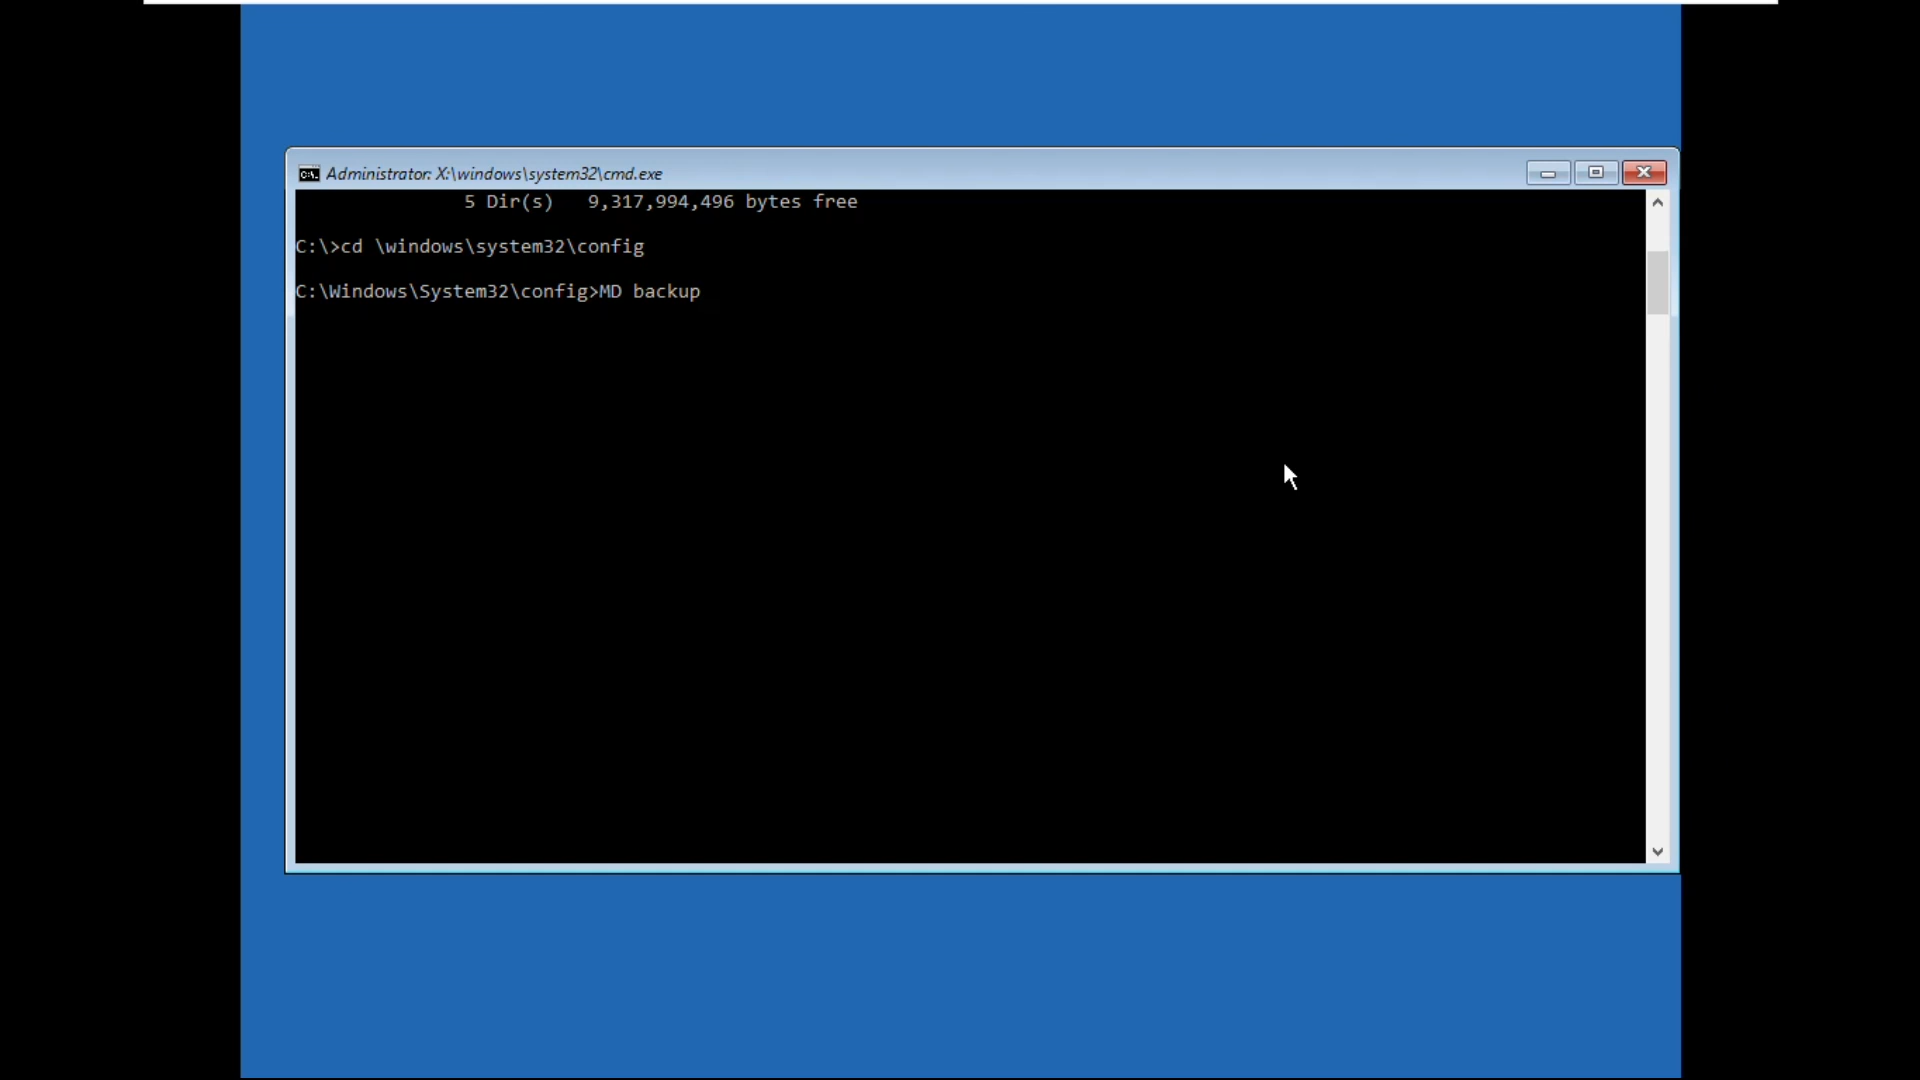 Administrator: X:\windows\system32\cmd.exe
5 Dir(s)   9,317,994,496 bytes free
C:\>cd \windows\system32\config
C:\Windows\System32\config>MD backup